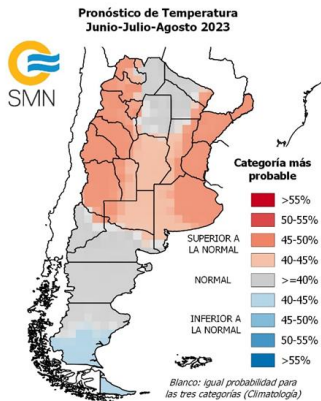 Pronóstico de Temperatura
Junio-Julio-Agosto 2023
SMN
Categoría más
probable
>55%
50-55%
SUPERIOR A
LA NORMAL
45-50%
40-45%
NORMAL
>=40%
40-45%
INFERIOR A
LA NORMAL
45-50%
50-55%
>55%
Blanco: igual probabilidad para
las tres categorías (Climatología)